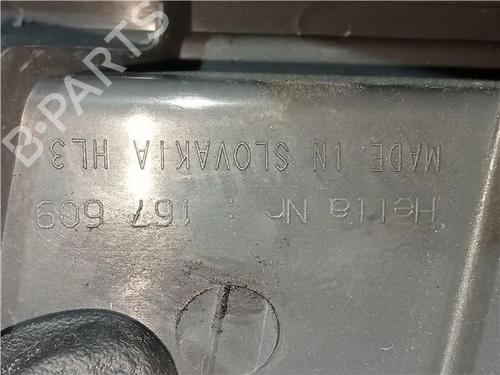 Hella Nr : 167 609
MADE IN SLOVAKIA HL3
B-PARTS